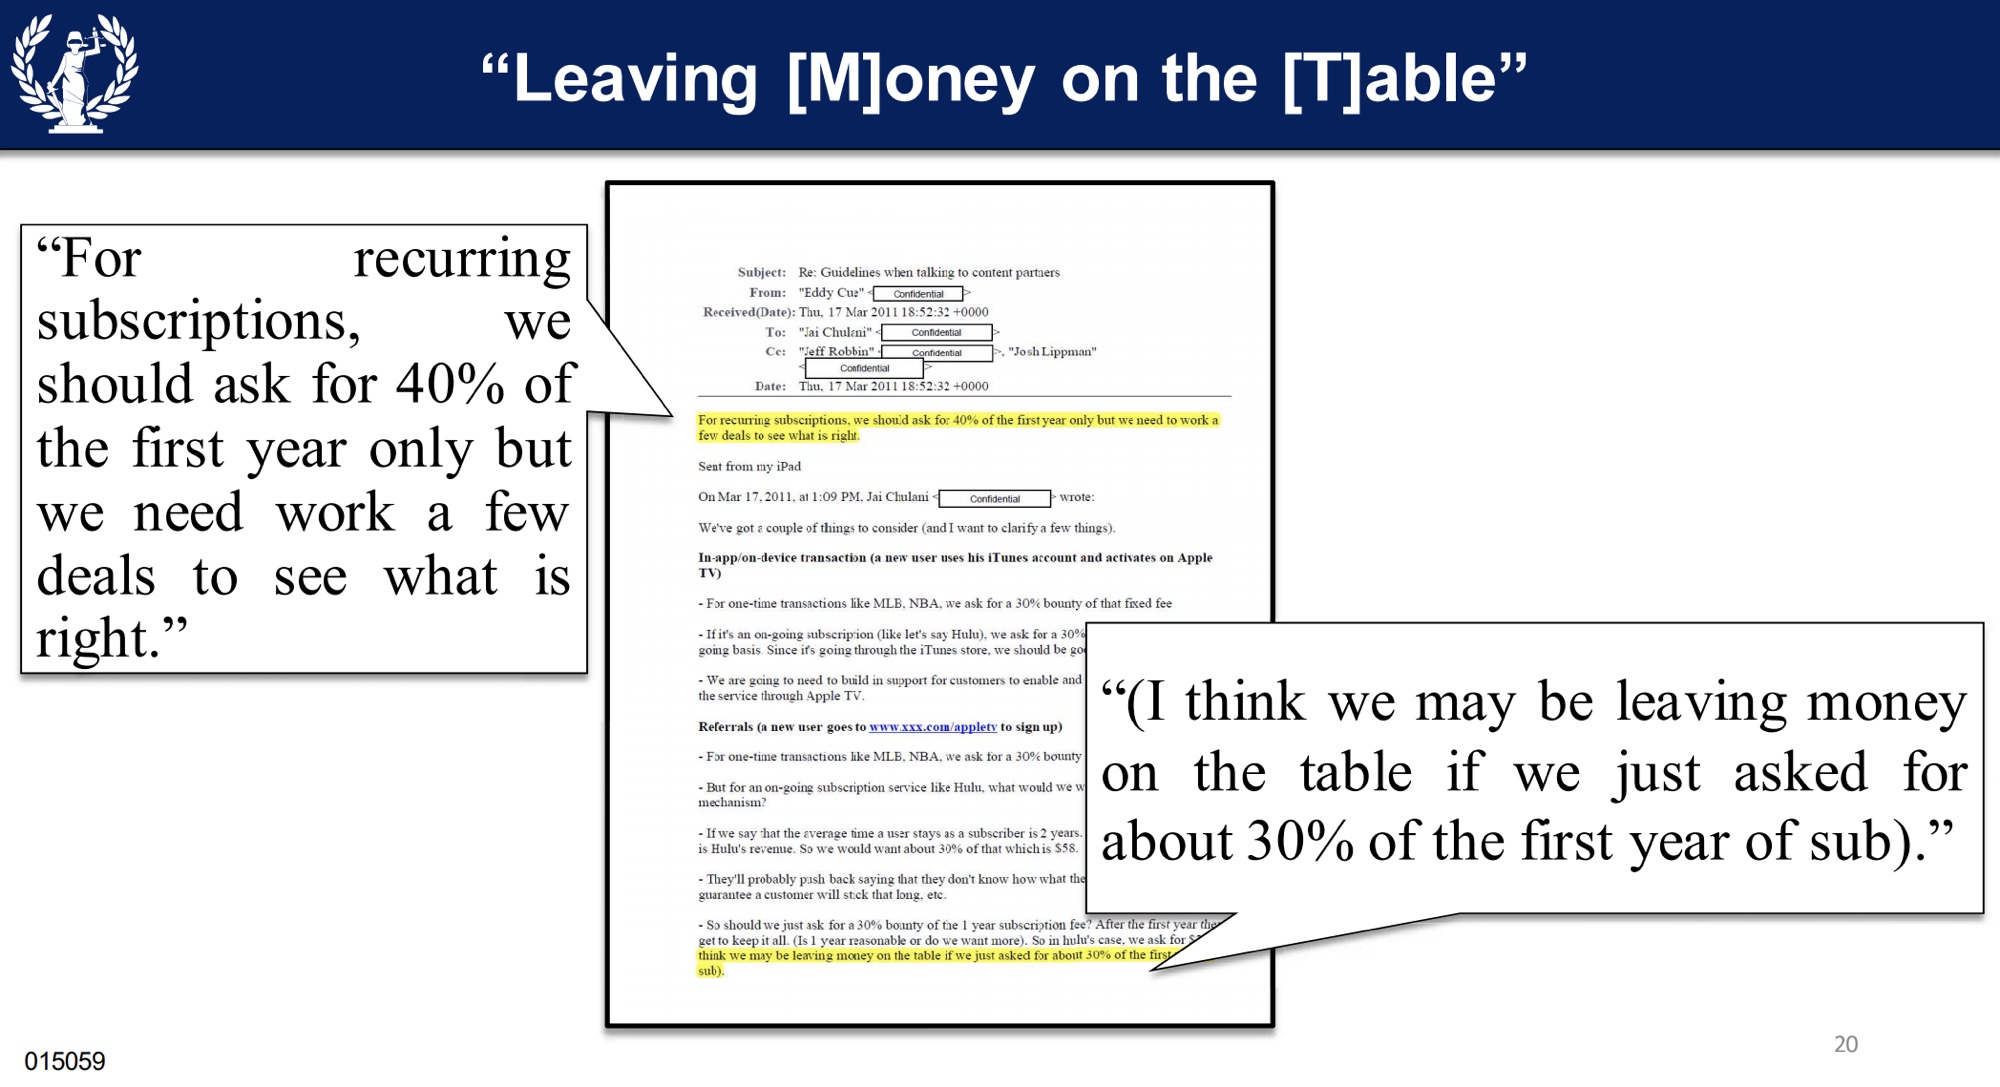 “Leaving [M]oney on the [T]able”
“For recurring
subscriptions, we
should ask for 40% of
the first year only but
we need work a few
deals to see what is
right.”
Subject: Re: Guidelines when talking to content partners
From: "Eddy Cue" < Confidential >
Received(Date): Thu, 17 Mar 2011 18:52:32 +0000
To: "Jai Chulani" < Confidential >
Cc: "Jeff Robbin" < Confidential >, "Josh Lippman"
< Confidential >
Date: Thu, 17 Mar 2011 18:52:32 +0000
For recurring subscriptions, we should ask for 40% of the first year only but we need to work a
few deals to see what is right.
Sent from my iPad
On Mar 17, 2011, at 1:09 PM, Jai Chulani < Confidential > wrote:
We've got a couple of things to consider (and I want to clarify a few things).
In-app/on-device transaction (a new user uses his iTunes account and activates on Apple
TV)
- For one-time transactions like MLB, NBA, we ask for a 30% bounty of that fixed fee
- If it's an on-going subscription (like let's say Hulu), we ask for a 30%
going basis. Since it's going through the iTunes store, we should be
- We are going to need to build in support for customers to enable and
the service through Apple TV.
Referrals (a new user goes to www.xxx.com/appletv to sign up)
- For one-time transactions like MLB, NBA, we ask for a 30% bounty
- But for an on-going subscription service like Hulu, what would we
mechanism?
- If we say that the average time a user stays as a subscriber is 2 years.
is Hulu's revenue. So we would want about 30% of that which is $58.
- They'll probably push back saying that they don't know how what the
guarantee a customer will stick that long, etc.
- So should we just ask for a 30% bounty of the 1 year subscription fee? After the first year
get to keep it all. (Is 1 year reasonable or do we want more). So in hulu's case, we ask for
think we may be leaving money on the table if we just asked for about 30% of the first
sub).
“(I think we may be leaving money
on the table if we just asked for
about 30% of the first year of sub).”
015059
20